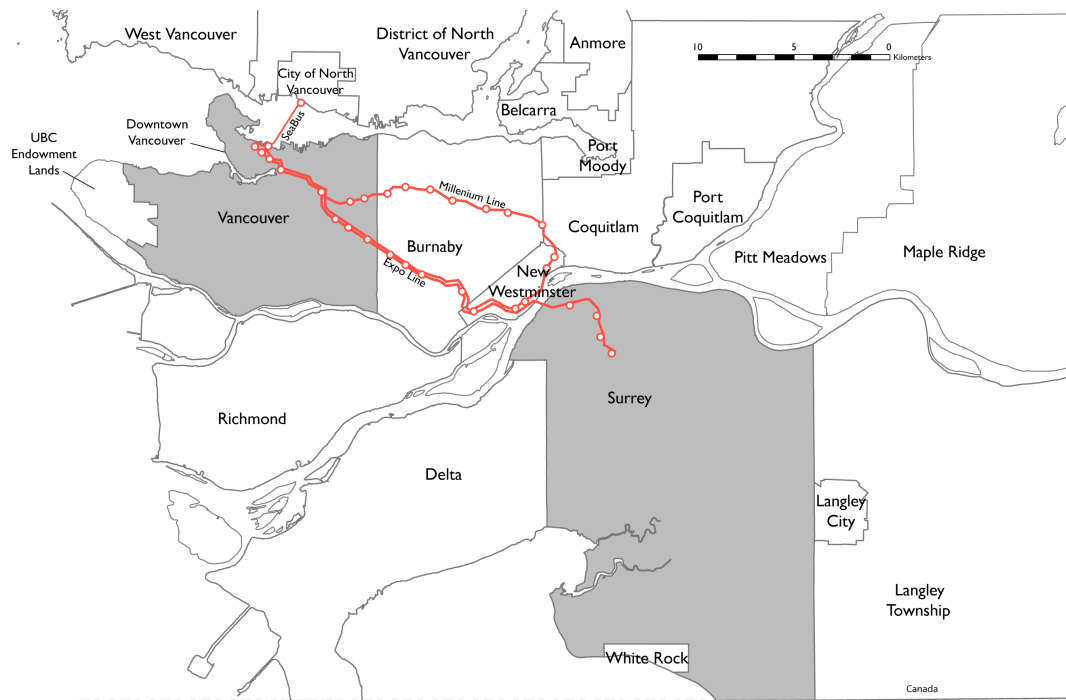 West Vancouver
District of North
Vancouver
Anmore
10
5
0
Kilometers
City of North
Vancouver
Belcarra
SeaBus
Downtown
Vancouver
UBC
Endowment
Lands
Port
Moody
Millenium Line
Port
Coquitlam
Vancouver
Coquitlam
Burnaby
Pitt Meadows
Maple Ridge
Expo Line
New
Westminster
Surrey
Richmond
Delta
Langley
City
Langley
Township
White Rock
Canada